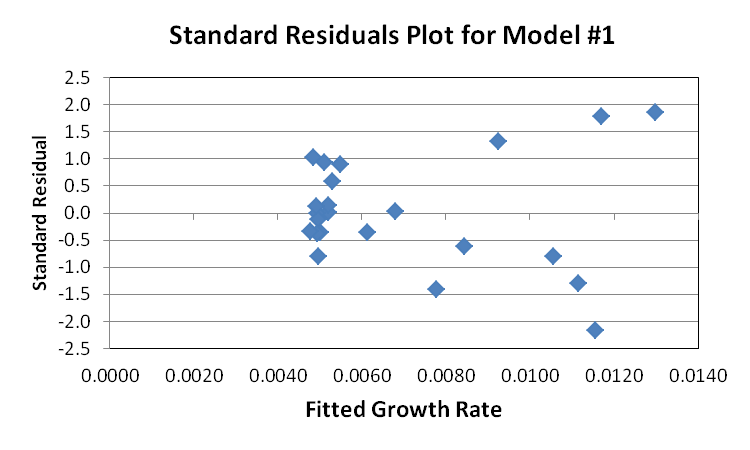 Standard Residuals Plot for Model #1
2.5
2.0
1.5
1.0
0.5
0.0
-0.5
-1.0
-1.5
-2.0
-2.5
Standard Residual
0.0000 0.0020 0.0040 0.0060 0.0080 0.0100 0.0120 0.0140
Fitted Growth Rate